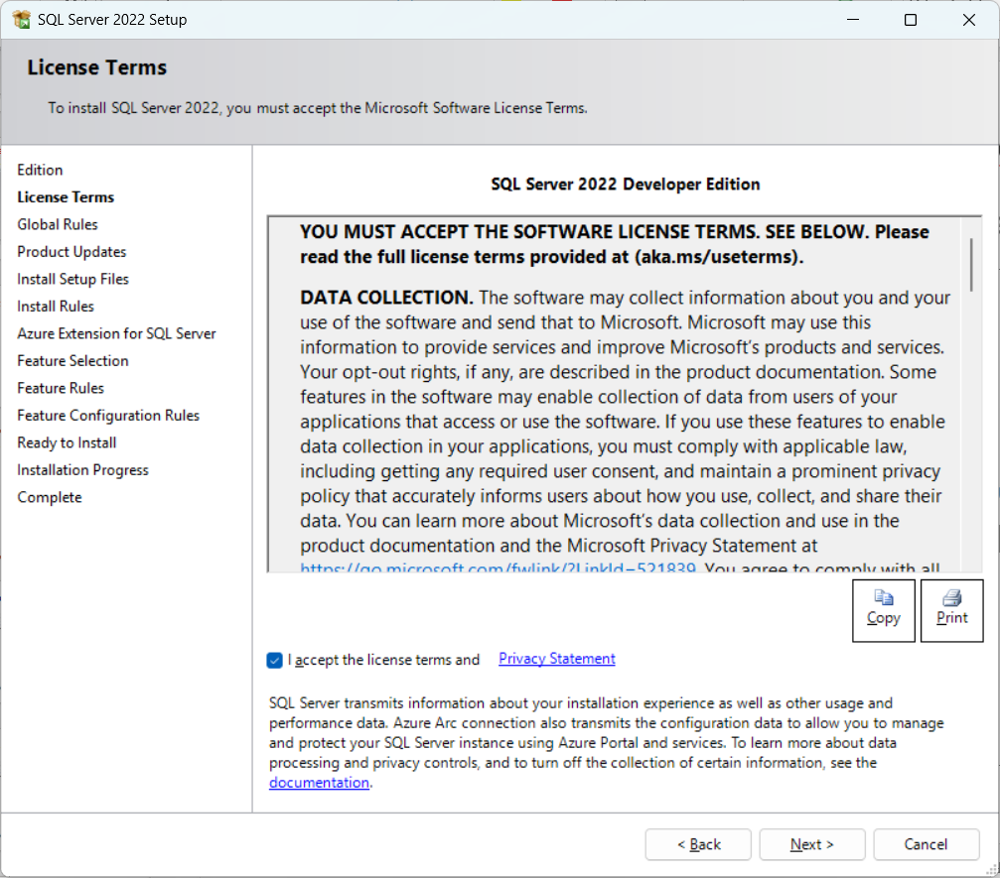 SQL Server 2022 Setup
License Terms
To install SQL Server 2022, you must accept the Microsoft Software License Terms.
Edition
License Terms
Global Rules
Product Updates
Install Setup Files
Install Rules
Azure Extension for SQL Server
Feature Selection
Feature Rules
Feature Configuration Rules
Ready to Install
Installation Progress
Complete
SQL Server 2022 Developer Edition
YOU MUST ACCEPT THE SOFTWARE LICENSE TERMS. SEE BELOW. Please
read the full license terms provided at (aka.ms/useterms).
DATA COLLECTION. The software may collect information about you and your
use of the software and send that to Microsoft. Microsoft may use this
information to provide services and improve Microsoft’s products and services.
Your opt-out rights, if any, are described in the product documentation. Some
features in the software may enable collection of data from users of your
applications that access or use the software. If you use these features to enable
data collection in your applications, you must comply with applicable law,
including getting any required user consent, and maintain a prominent privacy
policy that accurately informs users about how you use, collect, and share their
data. You can learn more about Microsoft’s data collection and use in the
product documentation and the Microsoft Privacy Statement at
https://go.microsoft.com/fwlink/?LinkId=521839. You agree to comply with all
Copy
Print
I accept the license terms and Privacy Statement
SQL Server transmits information about your installation experience as well as other usage and
performance data. Azure Arc connection also transmits the configuration data to allow you to manage
and protect your SQL Server instance using Azure Portal and services. To learn more about data
processing and privacy controls, and to turn off the collection of certain information, see the
documentation.
< Back
Next >
Cancel